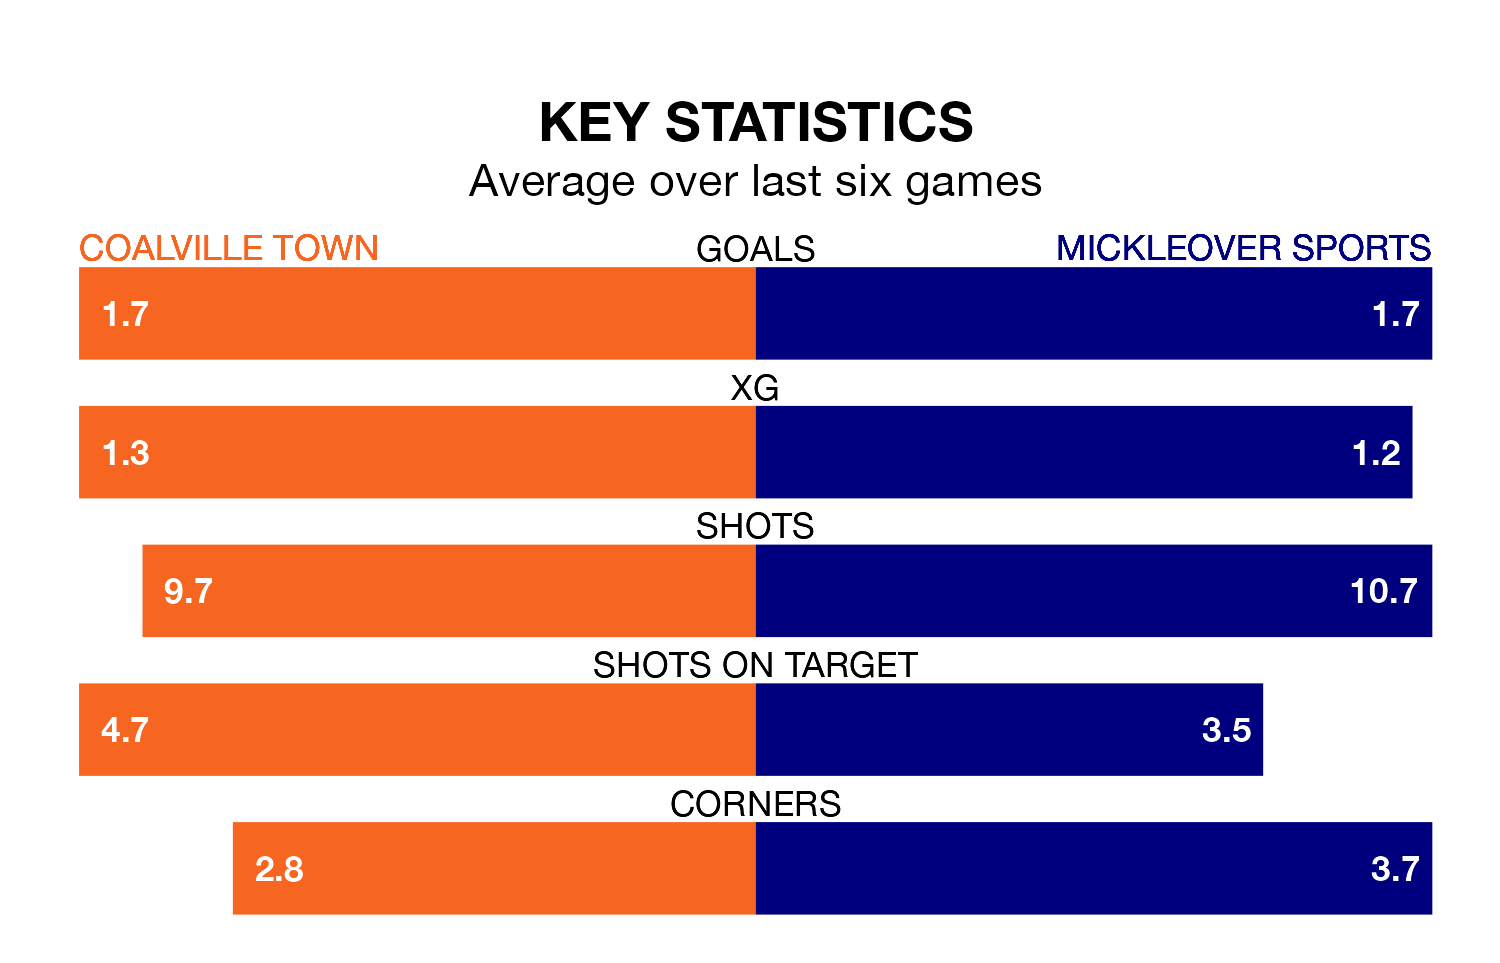 KEY STATISTICS
Average over last six games
COALVILLE TOWN GOALS MICKLEOVER SPORTS
1.7 1.7
XG
1.3 1.2
SHOTS
9.7 10.7
SHOTS ON TARGET
4.7 3.5
CORNERS
2.8 3.7